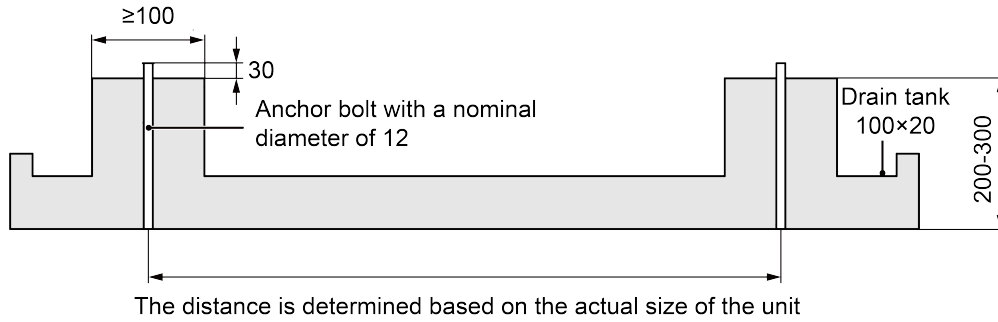 ≥100
30
Anchor bolt with a nominal
diameter of 12
Drain tank
100×20
200-300
The distance is determined based on the actual size of the unit